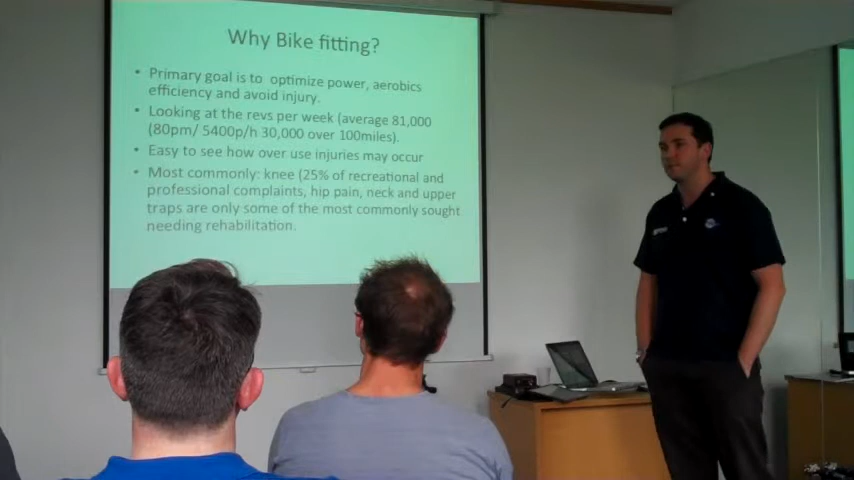 Why Bike fitting?
• Primary goal is to optimize power, aerobics
efficiency and avoid injury.
• Looking at the revs per week (average 81,000
(80pm/ 5400p/h 30,000 over 100miles).
• Easy to see how over use injuries may occur
• Most commonly: knee (25% of recreational and
professional complaints, hip pain, neck and upper
traps are only some of the most commonly sought
needing rehabilitation.